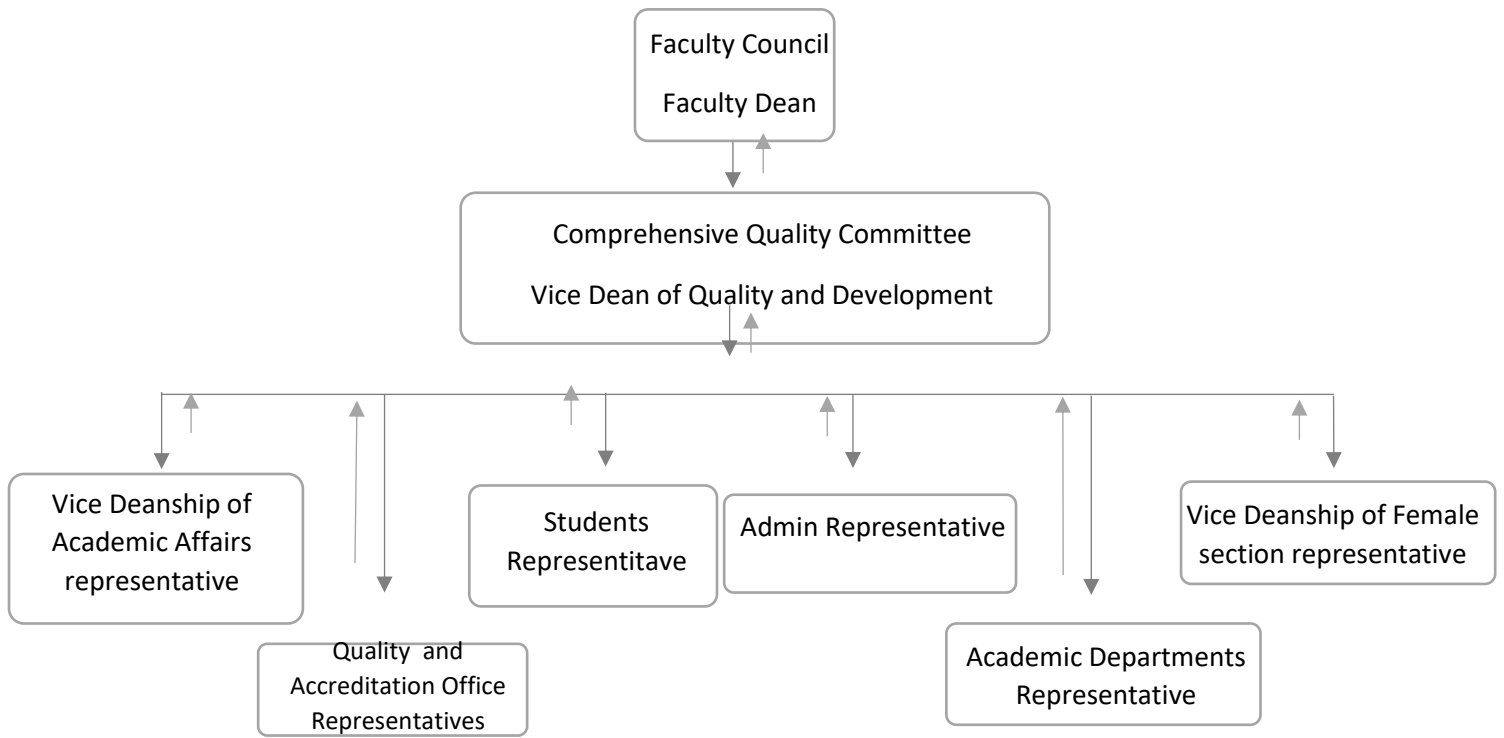 Faculty Council
Faculty Dean
Comprehensive Quality Committee
Vice Dean of Quality and Development
Vice Deanship of
Academic Affairs
representative
Quality and
Accreditation Office
Representatives
Students
Representitave
Admin Representative
Academic Departments
Representative
Vice Deanship of Female
section representative